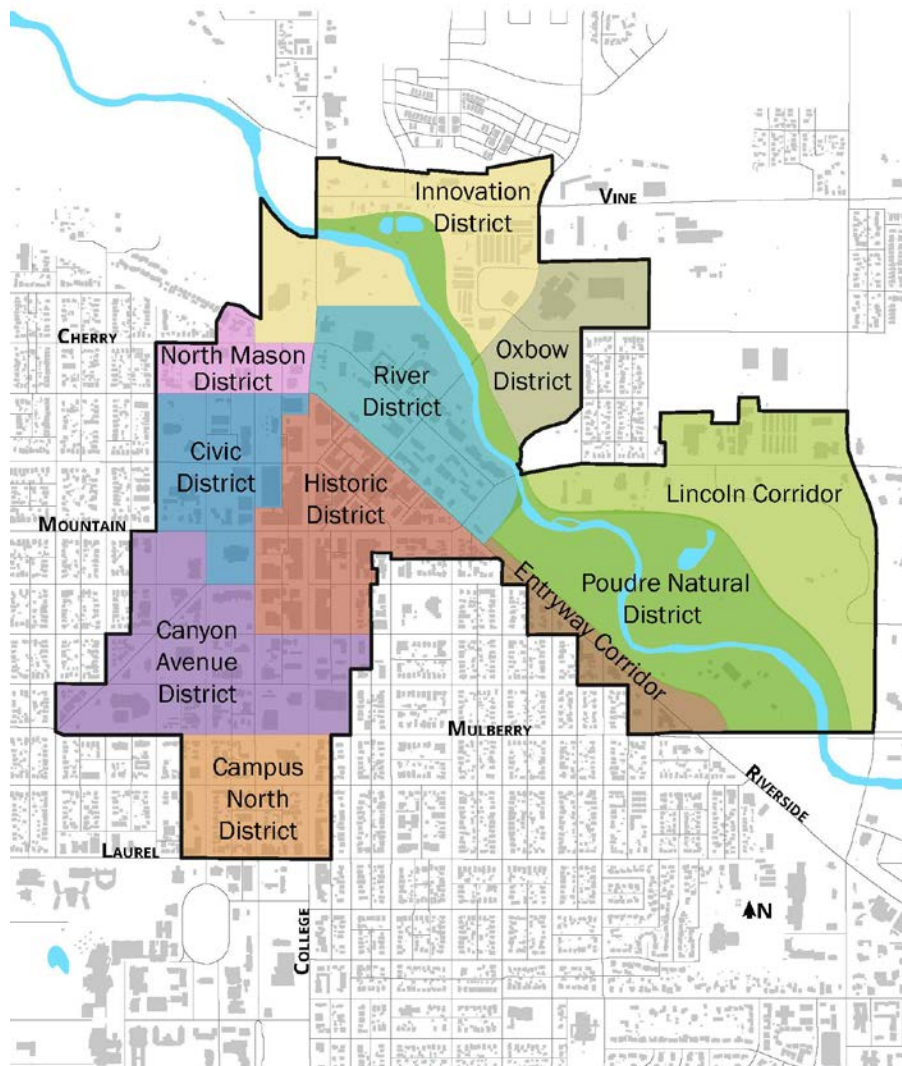 Innovation
District
VINE
CHERRY
North Mason
District
River
District
Oxbow
District
Civic
District
Historic
District
Lincoln Corridor
MOUNTAIN
Entryway Corridor
Poudre Natural
District
Canyon
Avenue
District
MULBERRY
Campus
North
District
RIVERSIDE
LAUREL
COLLEGE
N